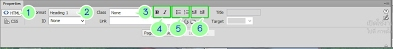 Properties
HTML 1 Format Heading 1 2 Class None 3 B I Title
CSS ID None Link Target
4 5 6